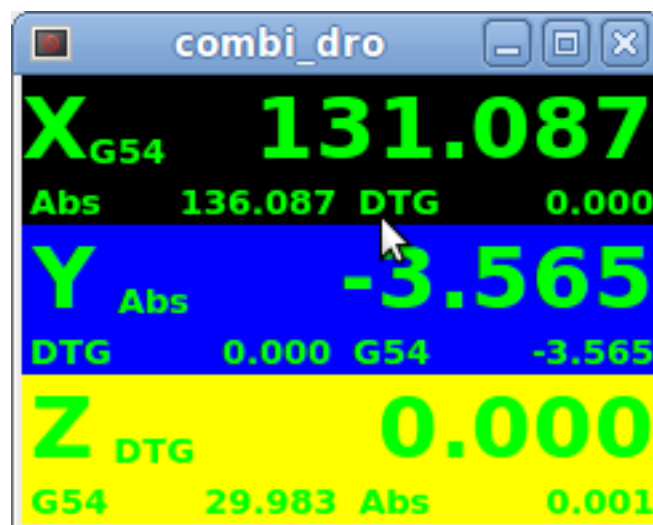 combi_dro
X G54 131.087
Abs 136.087 DTG 0.000
Y Abs -3.565
DTG 0.000 G54 -3.565
Z DTG 0.000
G54 29.983 Abs 0.001